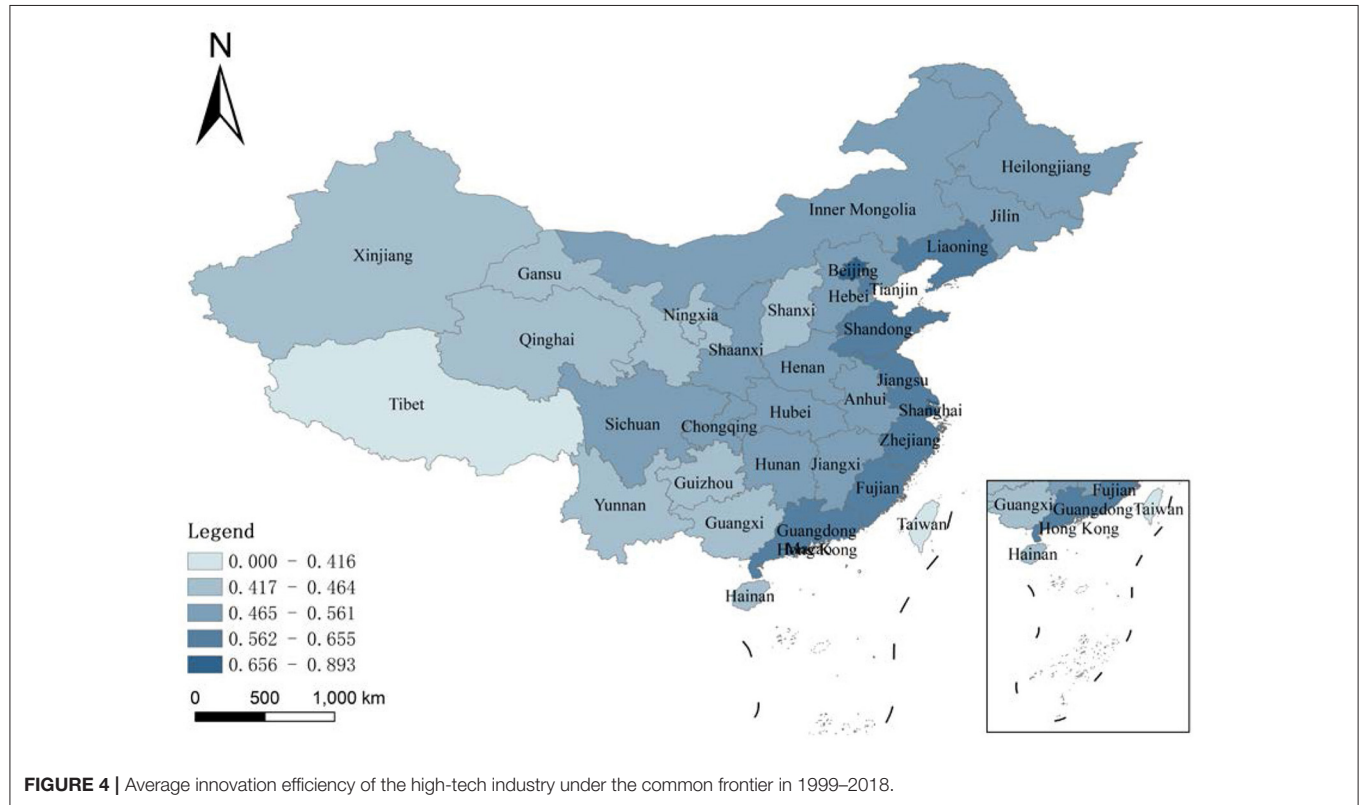 N
Heilongjiang
Inner Mongolia
Jilin
Xinjiang
Liaoning
Gansu
Beijing
Tianjin
Hebei
Ningxia
Shanxi
Shandong
Qinghai
Shaanxi
Henan
Jiangsu
Tibet
Anhui
Hubei
Shanghai
Sichuan
Chongqing
Zhejiang
Hunan
Jiangxi
Guizhou
Fujian
Yunnan
Guangxi
Guangdong
Taiwan
Hong Kong
Hainan
Fujian
Guangxi
Guangdong
Taiwan
Hong Kong
Hainan
Legend
0.000 - 0.416
0.417 - 0.464
0.465 - 0.561
0.562 - 0.655
0.656 - 0.893
0 500 1,000 km
FIGURE 4 | Average innovation efficiency of the high-tech industry under the common frontier in 1999–2018.